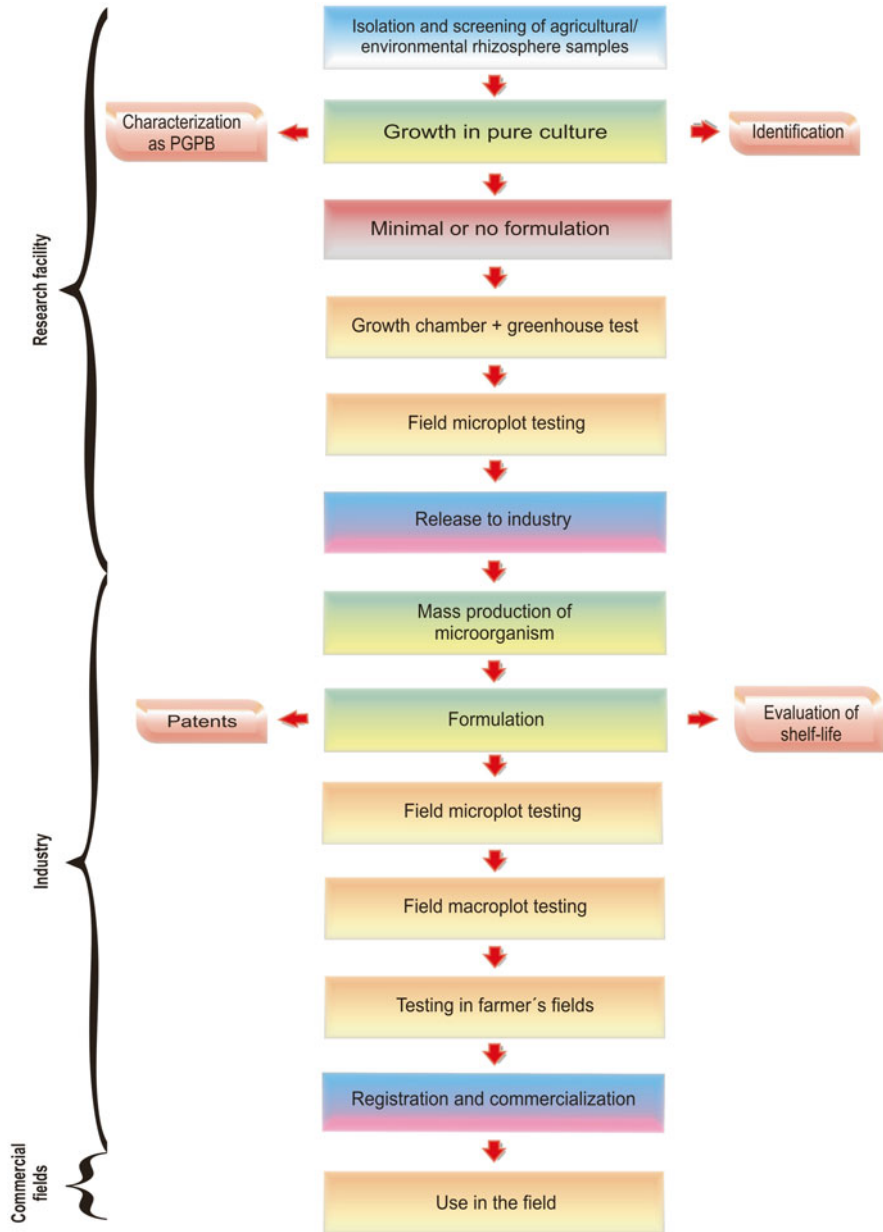 Isolation and screening of agricultural/
environmental rhizosphere samples
Characterization
as PGPB
Growth in pure culture
Identification
Minimal or no formulation
Research facility
Growth chamber + greenhouse test
Field microplot testing
Release to industry
Mass production of
microorganism
Patents
Formulation
Evaluation of
shelf-life
Field microplot testing
Industry
Field macroplot testing
Testing in farmer´s fields
Registration and commercialization
Commercial
fields
Use in the field